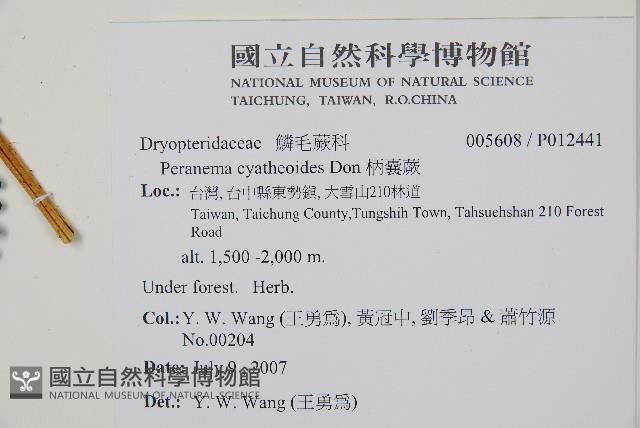 國立自然科學博物館
NATIONAL MUSEUM OF NATURAL SCIENCE
TAICHUNG, TAIWAN, R.O.CHINA
Dryopteridaceae 鱗毛蕨科 005608 / P012441
Peranema cyatheoides Don 柄囊蕨
Loc.: 台灣, 台中縣東勢鎮, 大雪山210林道
Taiwan, Taichung County,Tungshih Town, Tahsuehshan 210 Forest
Road
alt. 1,500 -2,000 m.
Under forest. Herb.
Col.: Y. W. Wang (王勇為), 黃冠中, 劉季昂 & 蕭竹源
No.00204
Date: July 9, 2007
國立自然科學博物館
NATIONAL MUSEUM OF NATURAL SCIENCE
Det.: Y. W. Wang (王勇為)